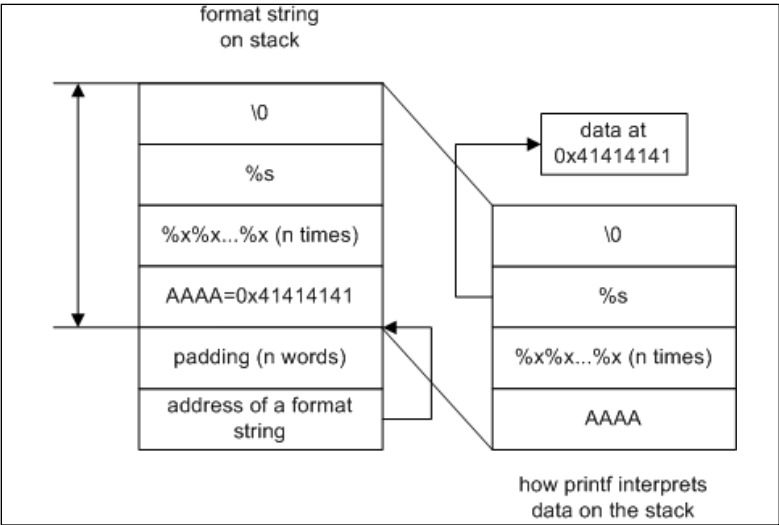 format string
on stack
\0
%s
%x%x...%x (n times)
AAAA=0x41414141
padding (n words)
address of a format
string
data at
0x41414141
\0
%s
%x%x...%x (n times)
AAAA
how printf interprets
data on the stack